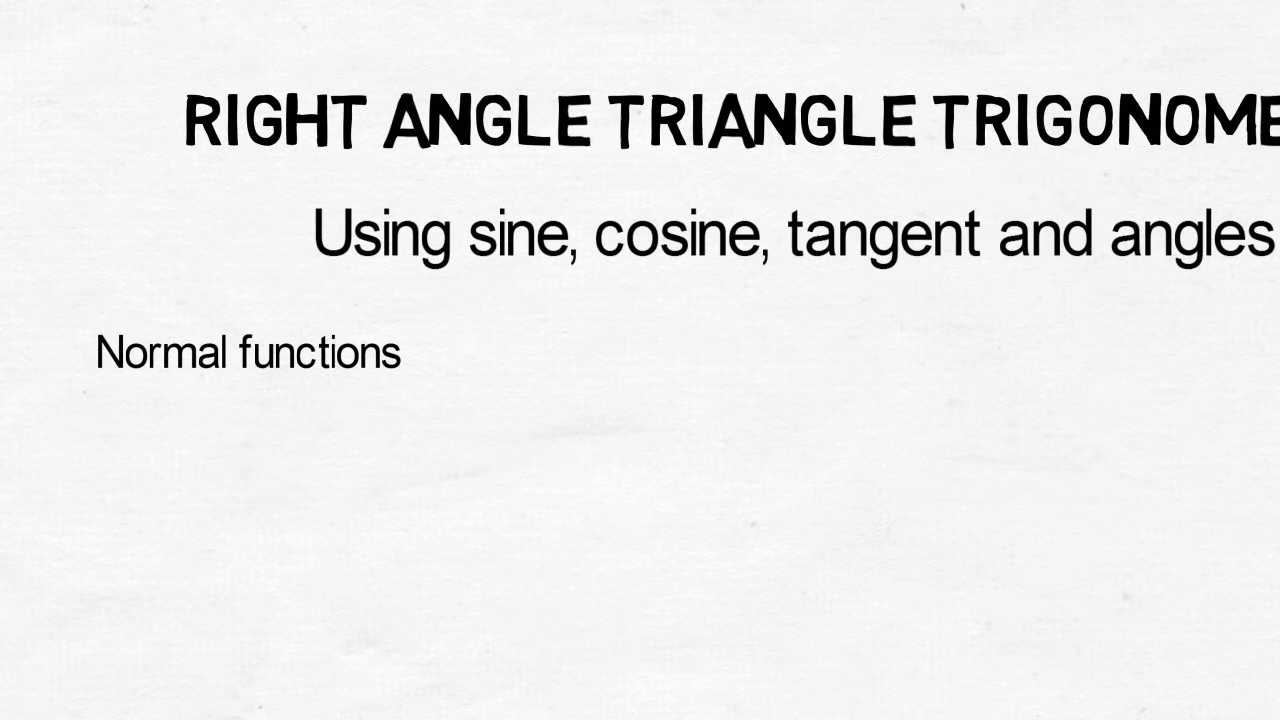 RIGHT ANGLE TRIANGLE TRIGONOME
Using sine, cosine, tangent and angles
Normal functions